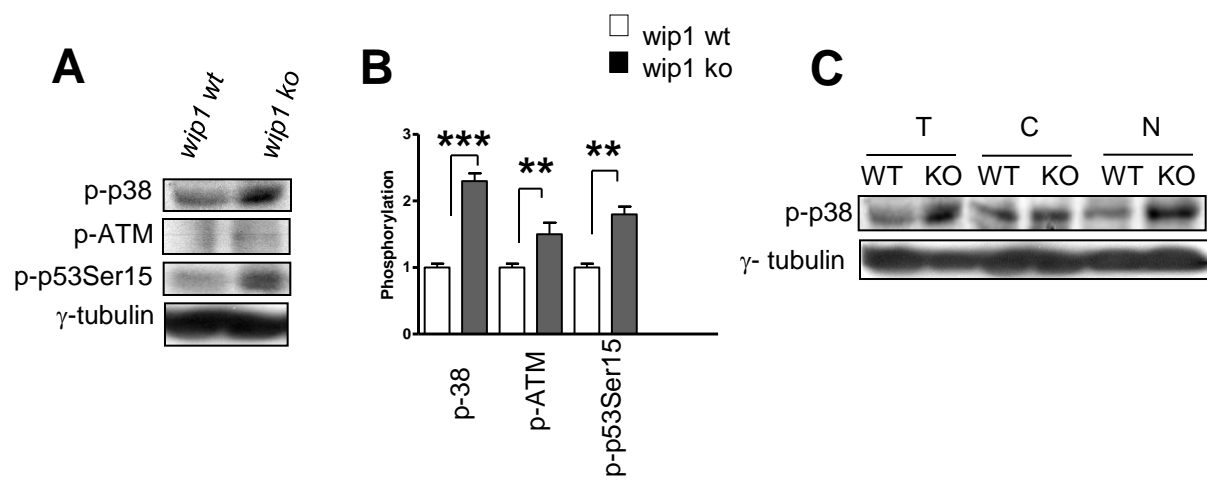 A
wip1 wt
wip1 ko
p-p38
p-ATM
p-p53Ser15
γ-tubulin
B
wip1 wt
wip1 ko
Phosphorylation
3
2
1
0
***
**
**
p-38
p-ATM
p-p53Ser15
C
T C N
WT KO WT KO WT KO
p-p38
γ- tubulin